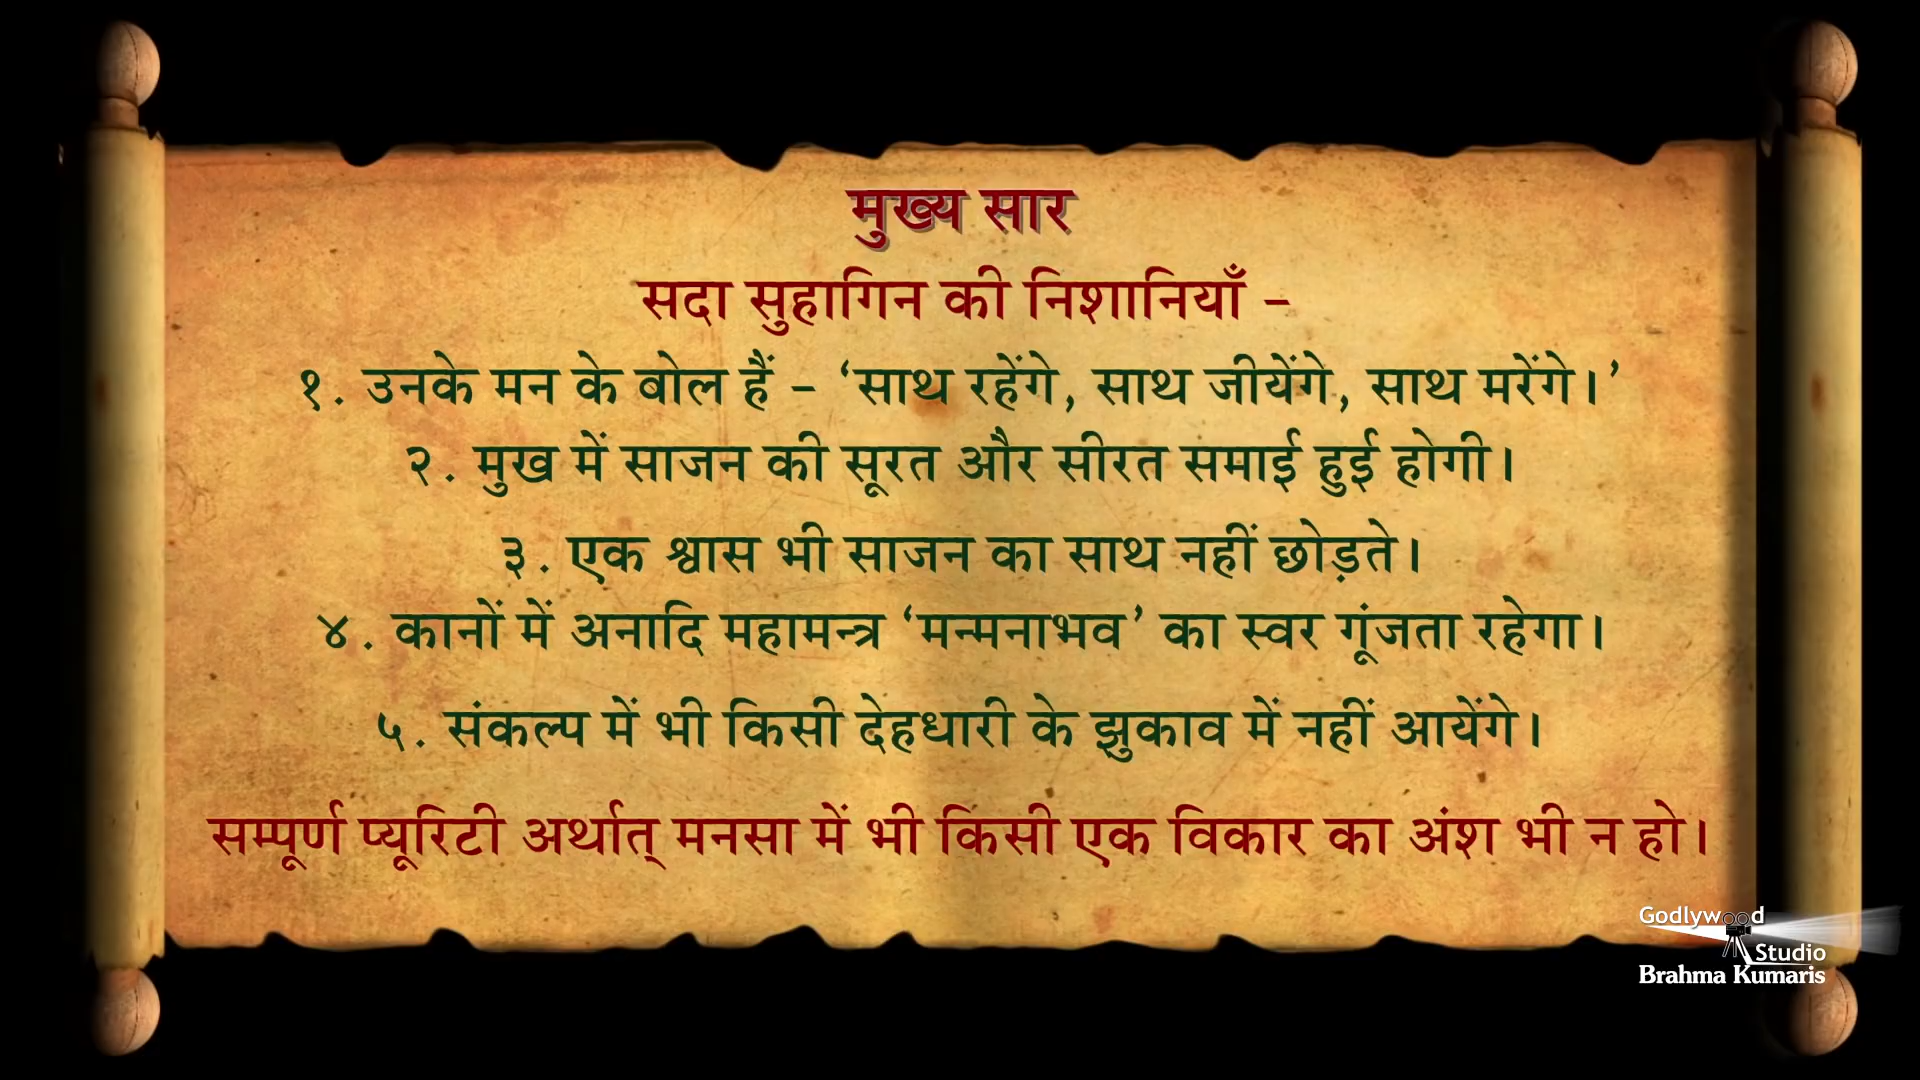 मुख्य सार
सदा सुहागिन की निशानियाँ –
१. उनके मन के बोल हैं – ‘साथ रहेंगे, साथ जीयेंगे, साथ मरेंगे।’
२. मुख में साजन की सूरत और सीरत समाई हुई होगी।
३. एक श्वास भी साजन का साथ नहीं छोड़ते।
४. कानों में अनादि महामन्त्र ‘मन्मनाभव’ का स्वर गूंजता रहेगा।
५. संकल्प में भी किसी देहधारी के झुकाव में नहीं आयेंगे।
सम्पूर्ण प्यूरिटी अर्थात् मनसा में भी किसी एक विकार का अंश भी न हो।
Godlywood
Studio
Brahma Kumaris